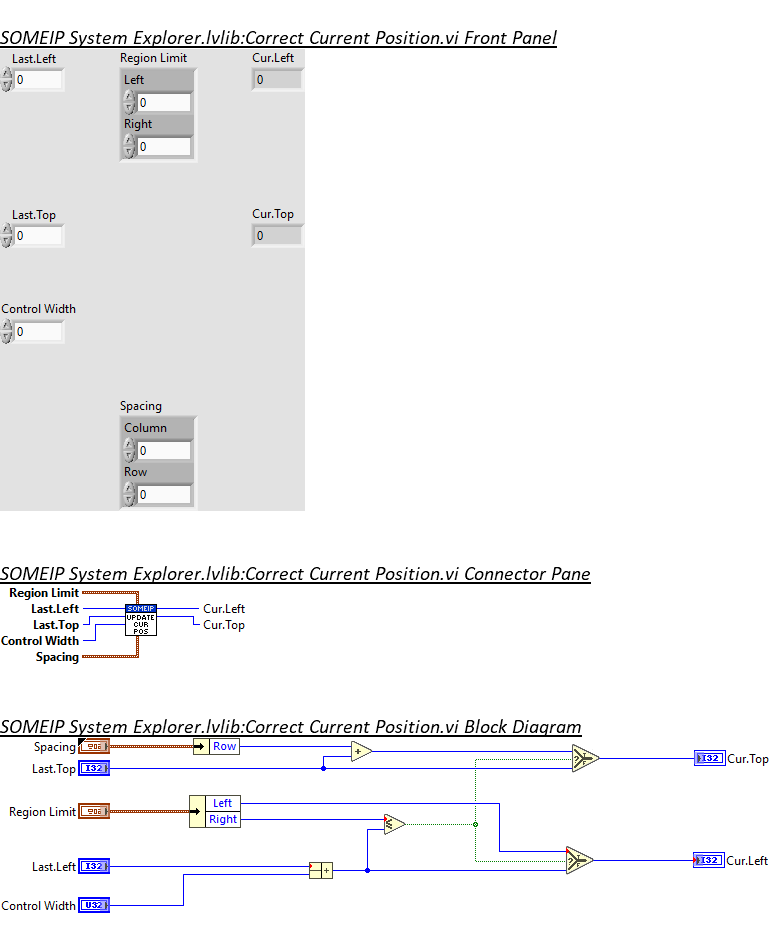 SOMEIP System Explorer.lvlib:Correct Current Position.vi Front Panel
Last.Left
Region Limit
Cur.Left
0
Left
0
0
Right
0
Last.Top
Cur.Top
0
0
Control Width
0
Spacing
Column
0
Row
0
SOMEIP System Explorer.lvlib:Correct Current Position.vi Connector Pane
Region Limit
Last.Left
SOMEIP
Cur.Left
Last.Top
UPDATE
CUR
POS
Cur.Top
Control Width
Spacing
SOMEIP System Explorer.lvlib:Correct Current Position.vi Block Diagram
Spacing
Row
+
Last.Top
I32
?
T
F
I32
Cur.Top
Region Limit
Left
Right
≤
Last.Left
I32
+
?
T
F
I32
Cur.Left
Control Width
U32